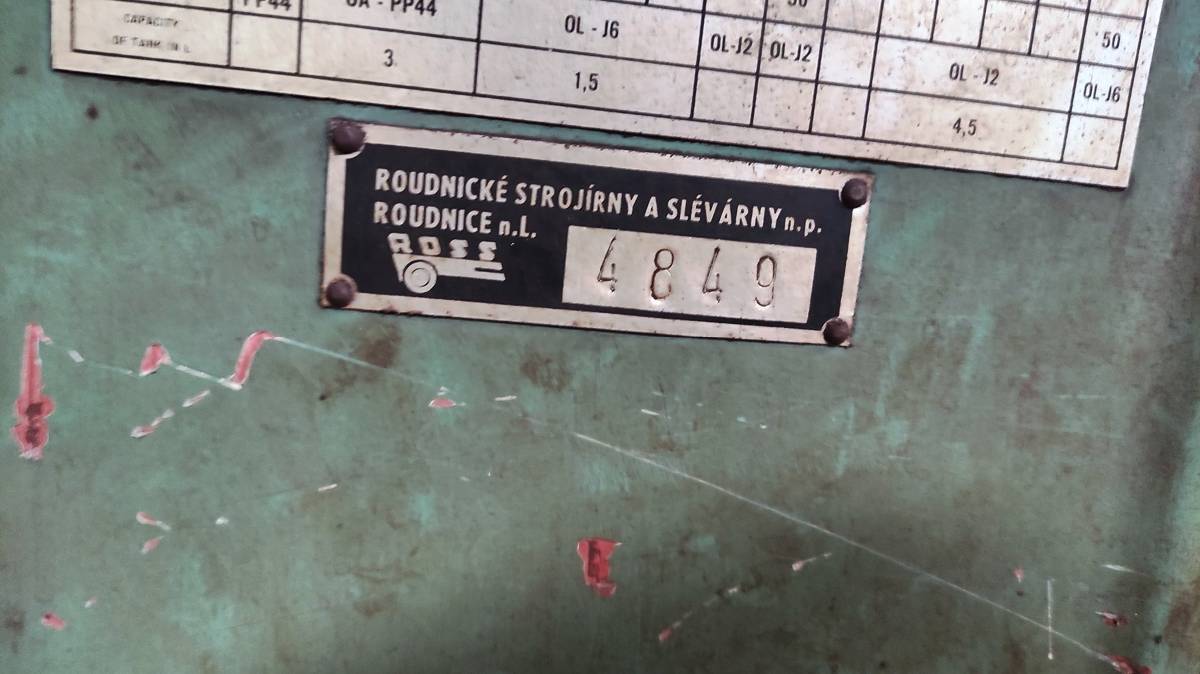 PP44 OA - PP44 50
CAPACITY OL - J6 OL-J2 OL-J2 OL - J2 50
OF TANK IN L 3 1,5 4,5 OL-J6
ROUDNICKÉ STROJÍRNY A SLÉVÁRNY n.p.
ROUDNICE n.L.
ROSS
4849